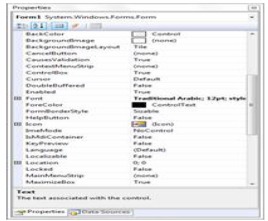 Properties
Form1 System.Windows.Forms.Form
BackColor Control
BackgroundImage (none)
BackgroundImageLayout Tile
CancelButton (none)
CausesValidation True
ContextMenuStrip (none)
ControlBox True
Cursor Default
DoubleBuffered False
Enabled True
Traditional Arabic; 12pt; style
ForeColor ControlText
FormBorderStyle Sizable
HelpButton False
Icon (Icon)
ImeMode NoControl
IsMdiContainer False
KeyPreview False
Language (Default)
Localizable False
Location 0; 0
Locked False
MainMenuStrip (none)
MaximizeBox True
Text
The text associated with the control.
Properties Data Sources